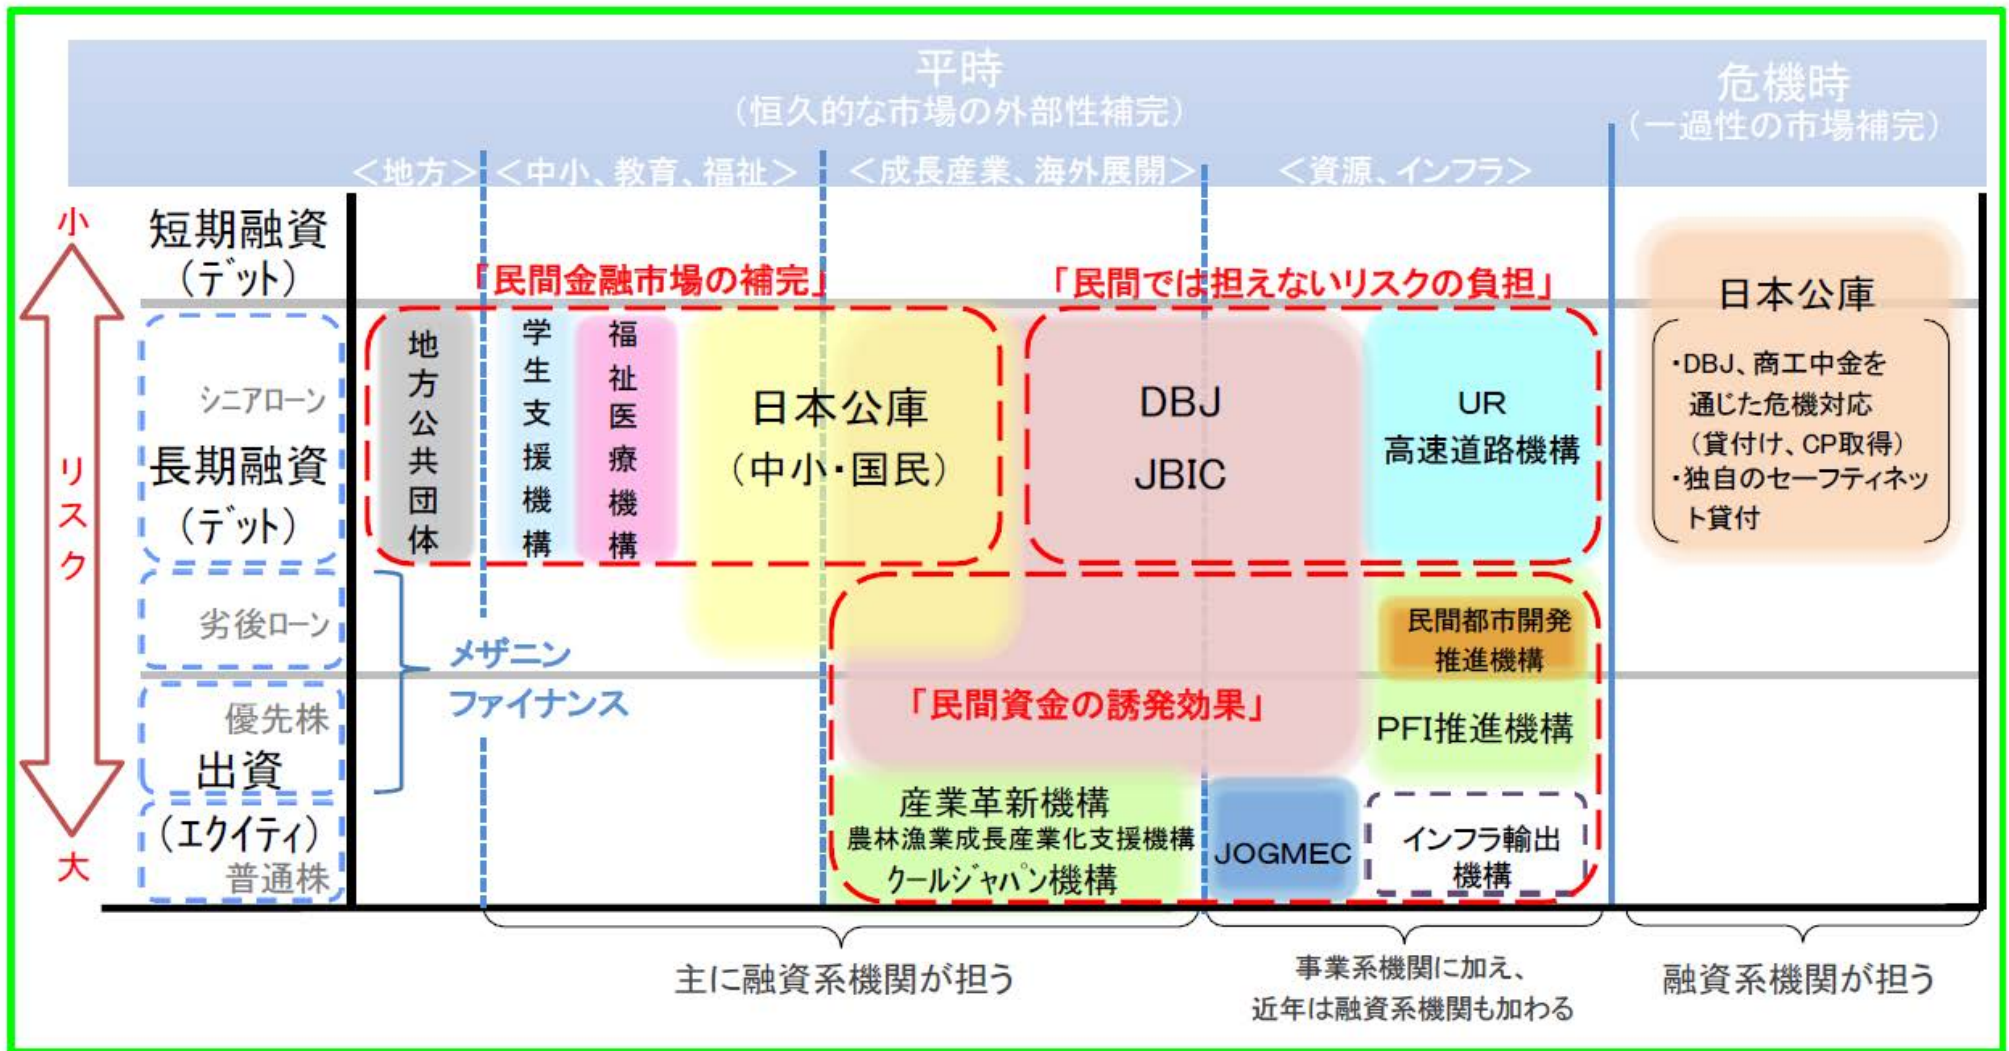 平時
（恒久的な市場の外部性補完）
危機時
（一過性の市場補完）
＜地方＞
＜中小、教育、福祉＞
＜成長産業、海外展開＞
＜資源、インフラ＞
小
リスク
大
短期融資
（デット）
シニアローン
長期融資
（デット）
劣後ローン
優先株
出資
（エクイティ）
普通株
メザニン
ファイナンス
「民間金融市場の補完」
「民間では担えないリスクの負担」
地方公共団体
学生支援機構
福祉医療機構
日本公庫
（中小・国民）
DBJ
JBIC
UR
高速道路機構
日本公庫
・DBJ、商工中金を
通じた危機対応
（貸付け、CP取得）
・独自のセーフティネッ
ト貸付
民間都市開発
推進機構
「民間資金の誘発効果」
PFI推進機構
産業革新機構
農林漁業成長産業化支援機構
クールジャパン機構
JOGMEC
インフラ輸出
機構
主に融資系機関が担う
事業系機関に加え、
近年は融資系機関も加わる
融資系機関が担う